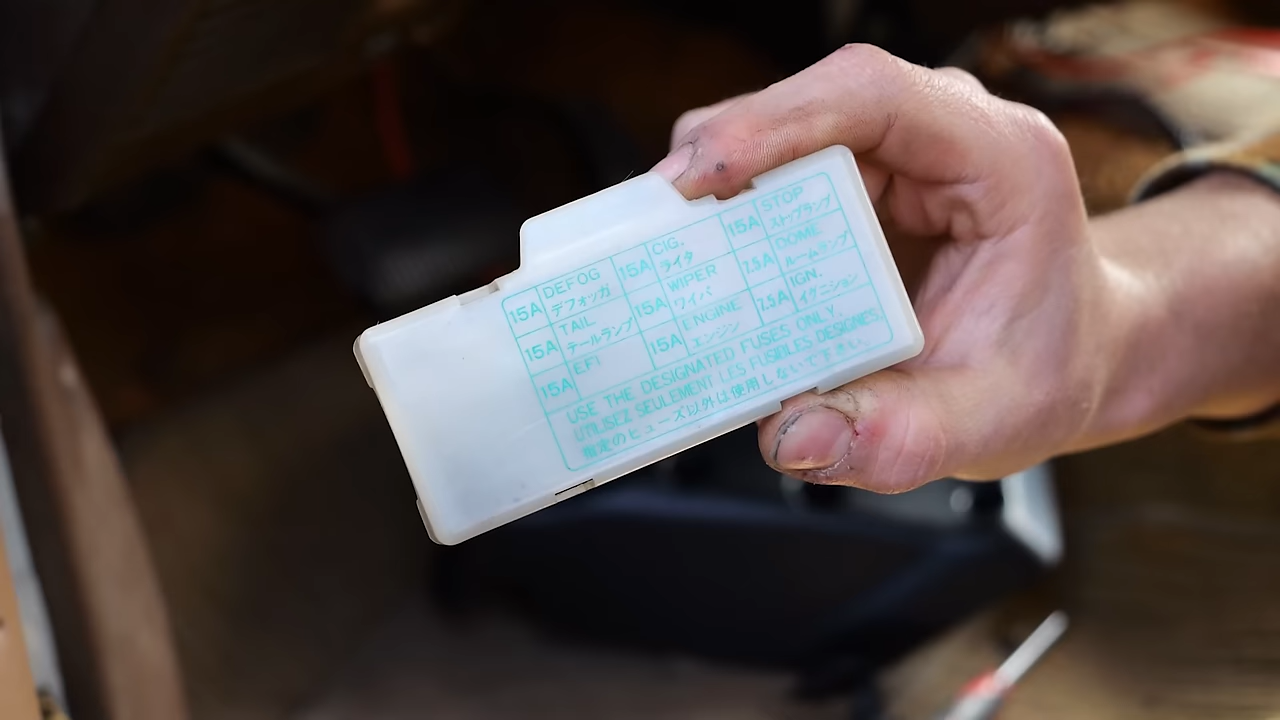 15A DEFOG 15A CIG. 15A STOP
デフォッガ ライタ ストップランプ
15A TAIL 15A WIPER 7.5A DOME
テールランプ ワイパ ルームランプ
15A EFI 15A ENGINE 7.5A IGN.
エンジン イグニション
USE THE DESIGNATED FUSES ONLY.
UTILISEZ SEULEMENT LES FUSIBLES DESIGNES.
指定のヒューズ以外は使用しないで下さい。